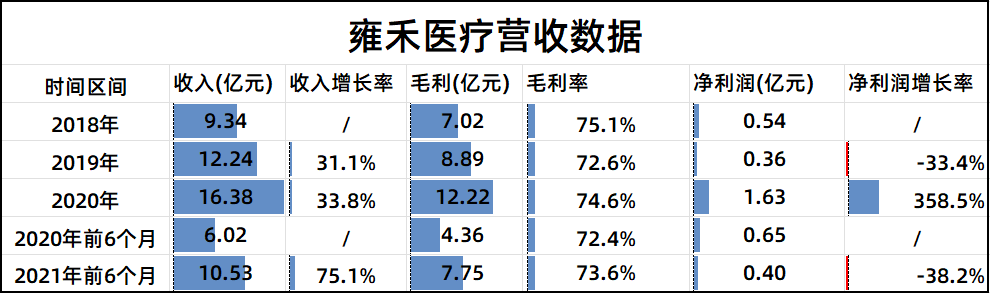 雍禾医疗营收数据
时间区间 收入(亿元) 收入增长率 毛利(亿元) 毛利率 净利润(亿元) 净利润增长率
2018年 9.34 / 7.02 75.1% 0.54 /
2019年 12.24 31.1% 8.89 72.6% 0.36 -33.4%
2020年 16.38 33.8% 12.22 74.6% 1.63 358.5%
2020年前6个月 6.02 / 4.36 72.4% 0.65 /
2021年前6个月 10.53 75.1% 7.75 73.6% 0.40 -38.2%